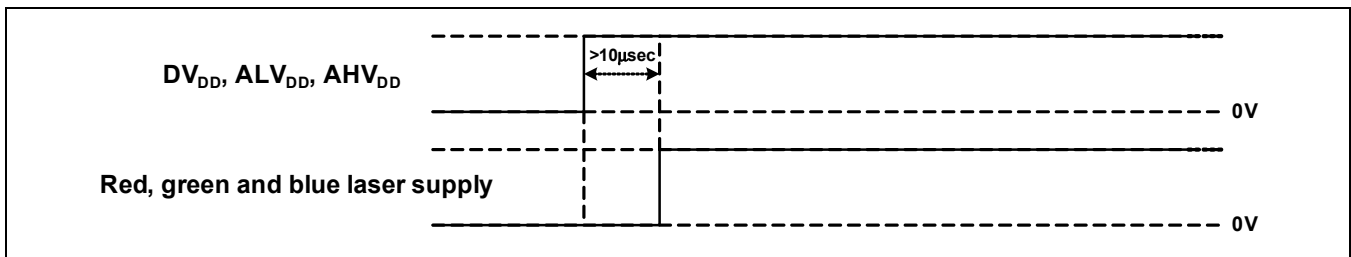 >10µsec
DVDD, ALVDD, AHVDD
0V
Red, green and blue laser supply
0V